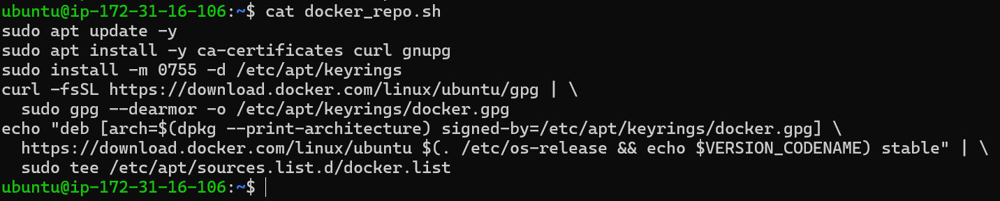 ubuntu@ip-172-31-16-106:~$ cat docker_repo.sh
sudo apt update -y
sudo apt install -y ca-certificates curl gnupg
sudo install -m 0755 -d /etc/apt/keyrings
curl -fsSL https://download.docker.com/linux/ubuntu/gpg | \
  sudo gpg --dearmor -o /etc/apt/keyrings/docker.gpg
echo "deb [arch=$(dpkg --print-architecture) signed-by=/etc/apt/keyrings/docker.gpg] \
  https://download.docker.com/linux/ubuntu $(. /etc/os-release && echo $VERSION_CODENAME) stable" | \
  sudo tee /etc/apt/sources.list.d/docker.list
ubuntu@ip-172-31-16-106:~$